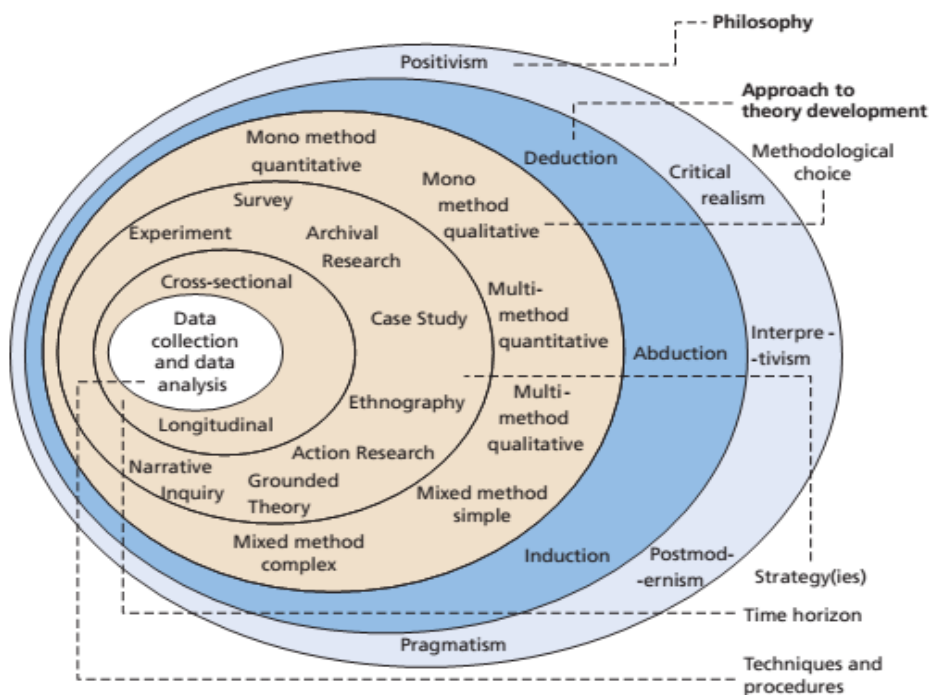 Philosophy
Positivism
Approach to
theory development
Mono method
quantitative
Deduction
Methodological
choice
Critical
realism
Mono
method
qualitative
Survey
Experiment
Archival
Research
Cross-sectional
Multi-
method
quantitative
Data
collection
and data
analysis
Case Study
Abduction
Interpre -
-tivism
Ethnography
Multi-
method
qualitative
Longitudinal
Action Research
Narrative
Inquiry
Grounded
Theory
Mixed method
simple
Mixed method
complex
Induction
Postmod-
-ernism
Strategy(ies)
Time horizon
Pragmatism
Techniques and
procedures